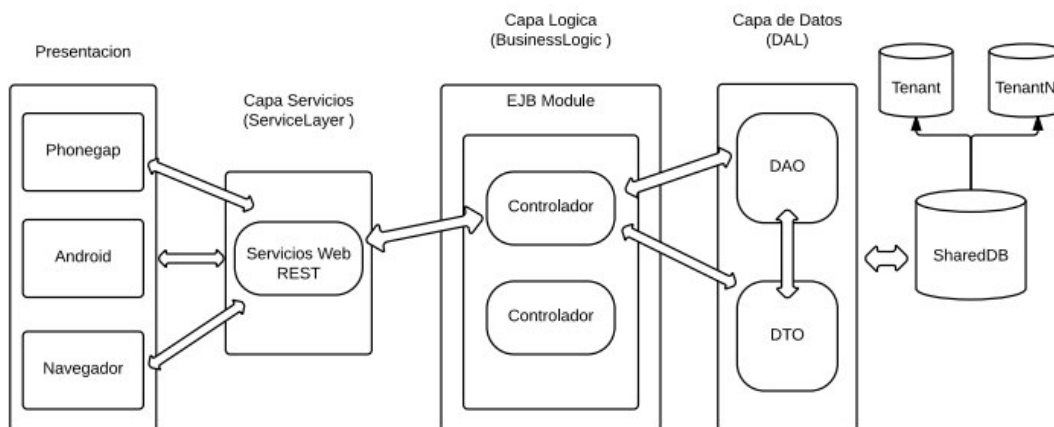 Presentacion
Phonegap
Android
Navegador
Capa Servicios
(ServiceLayer )
Servicios Web
REST
Capa Logica
(BusinessLogic )
EJB Module
Controlador
Controlador
Capa de Datos
(DAL)
DAO
DTO
Tenant
TenantN
SharedDB